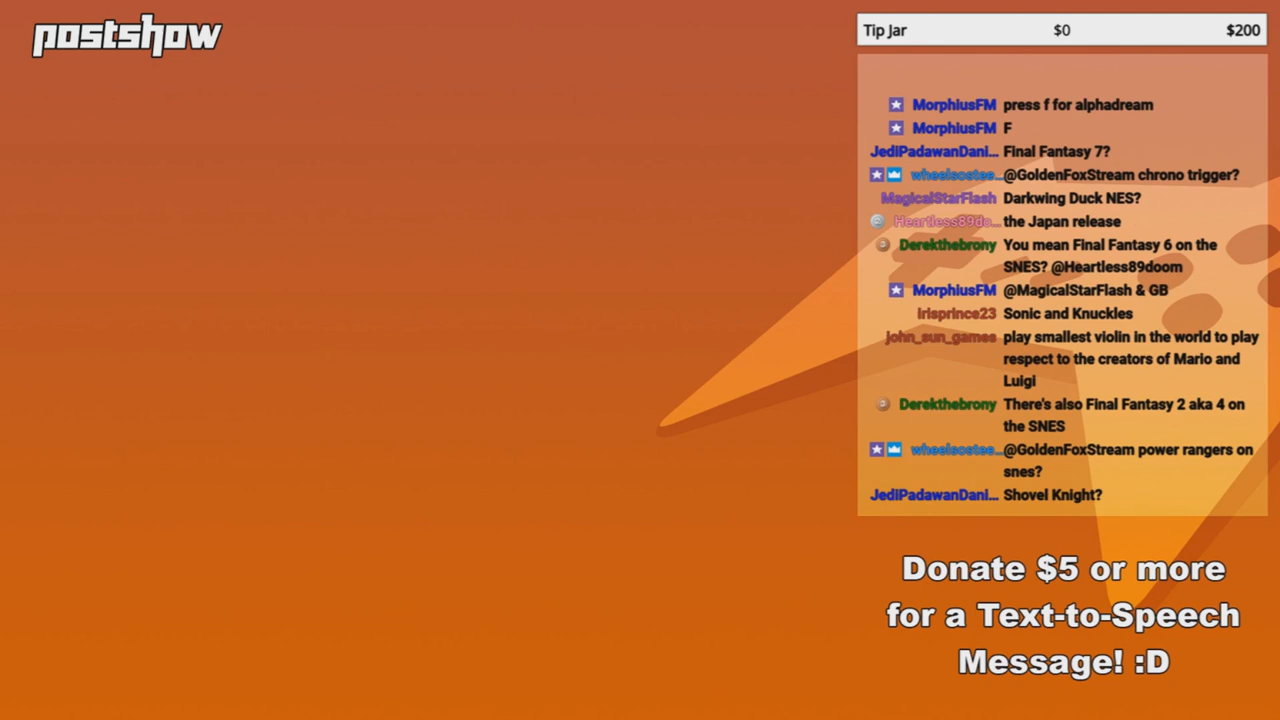 postshow
Tip Jar $0 $200
MorphiusFM press f for alphadream
MorphiusFM F
JediPadawanDani... Final Fantasy 7?
wheelsostee... @GoldenFoxStream chrono trigger?
MagicalStarFlash Darkwing Duck NES?
Heartless89do... the Japan release
Derekthebrony You mean Final Fantasy 6 on the
SNES? @Heartless89doom
MorphiusFM @MagicalStarFlash & GB
Irisprince23 Sonic and Knuckles
john_sun_games play smallest violin in the world to play
respect to the creators of Mario and
Luigi
Derekthebrony There's also Final Fantasy 2 aka 4 on
the SNES
wheelsostee... @GoldenFoxStream power rangers on
snes?
JediPadawanDani... Shovel Knight?
Donate $5 or more
for a Text-to-Speech
Message! :D